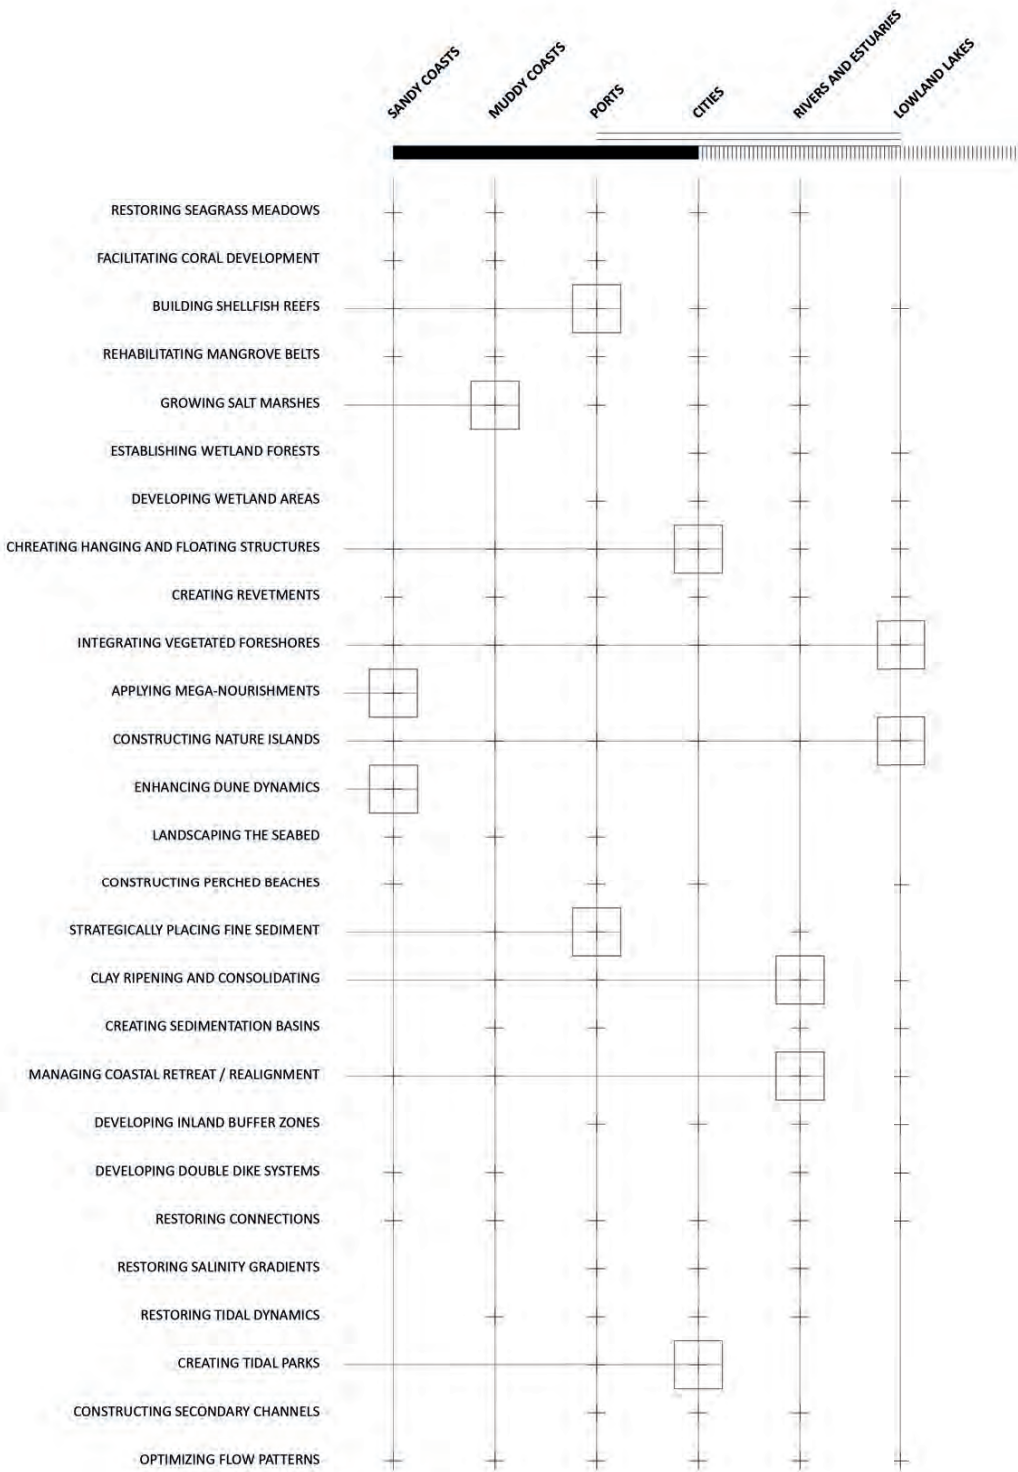 SANDY COASTS
MUDDY COASTS
PORTS
CITIES
RIVERS AND ESTUARIES
LOWLAND LAKES
RESTORING SEAGRASS MEADOWS
FACILITATING CORAL DEVELOPMENT
BUILDING SHELLFISH REEFS
REHABILITATING MANGROVE BELTS
GROWING SALT MARSHES
ESTABLISHING WETLAND FORESTS
DEVELOPING WETLAND AREAS
CHREATING HANGING AND FLOATING STRUCTURES
CREATING REVETMENTS
INTEGRATING VEGETATED FORESHORES
APPLYING MEGA-NOURISHMENTS
CONSTRUCTING NATURE ISLANDS
ENHANCING DUNE DYNAMICS
LANDSCAPING THE SEABED
CONSTRUCTING PERCHED BEACHES
STRATEGICALLY PLACING FINE SEDIMENT
CLAY RIPENING AND CONSOLIDATING
CREATING SEDIMENTATION BASINS
MANAGING COASTAL RETREAT / REALIGNMENT
DEVELOPING INLAND BUFFER ZONES
DEVELOPING DOUBLE DIKE SYSTEMS
RESTORING CONNECTIONS
RESTORING SALINITY GRADIENTS
RESTORING TIDAL DYNAMICS
CREATING TIDAL PARKS
CONSTRUCTING SECONDARY CHANNELS
OPTIMIZING FLOW PATTERNS